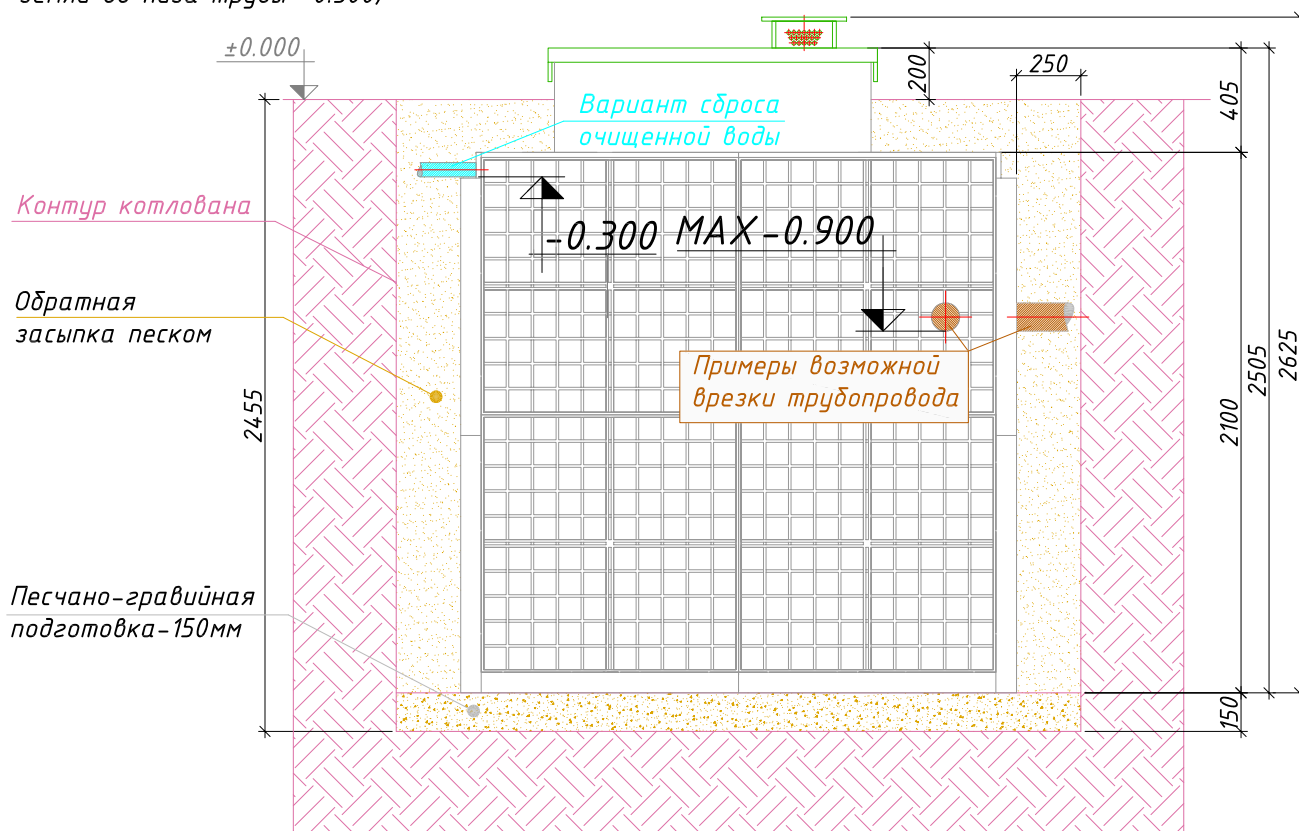 ±0.000
200
250
405
Вариант сброса
очищенной воды
Контур котлована
-0.300 MAX-0.900
Обратная
засыпка песком
Примеры возможной
врезки трубопровода
2455
2100
2505
2625
Песчано-гравийная
подготовка-150мм
150